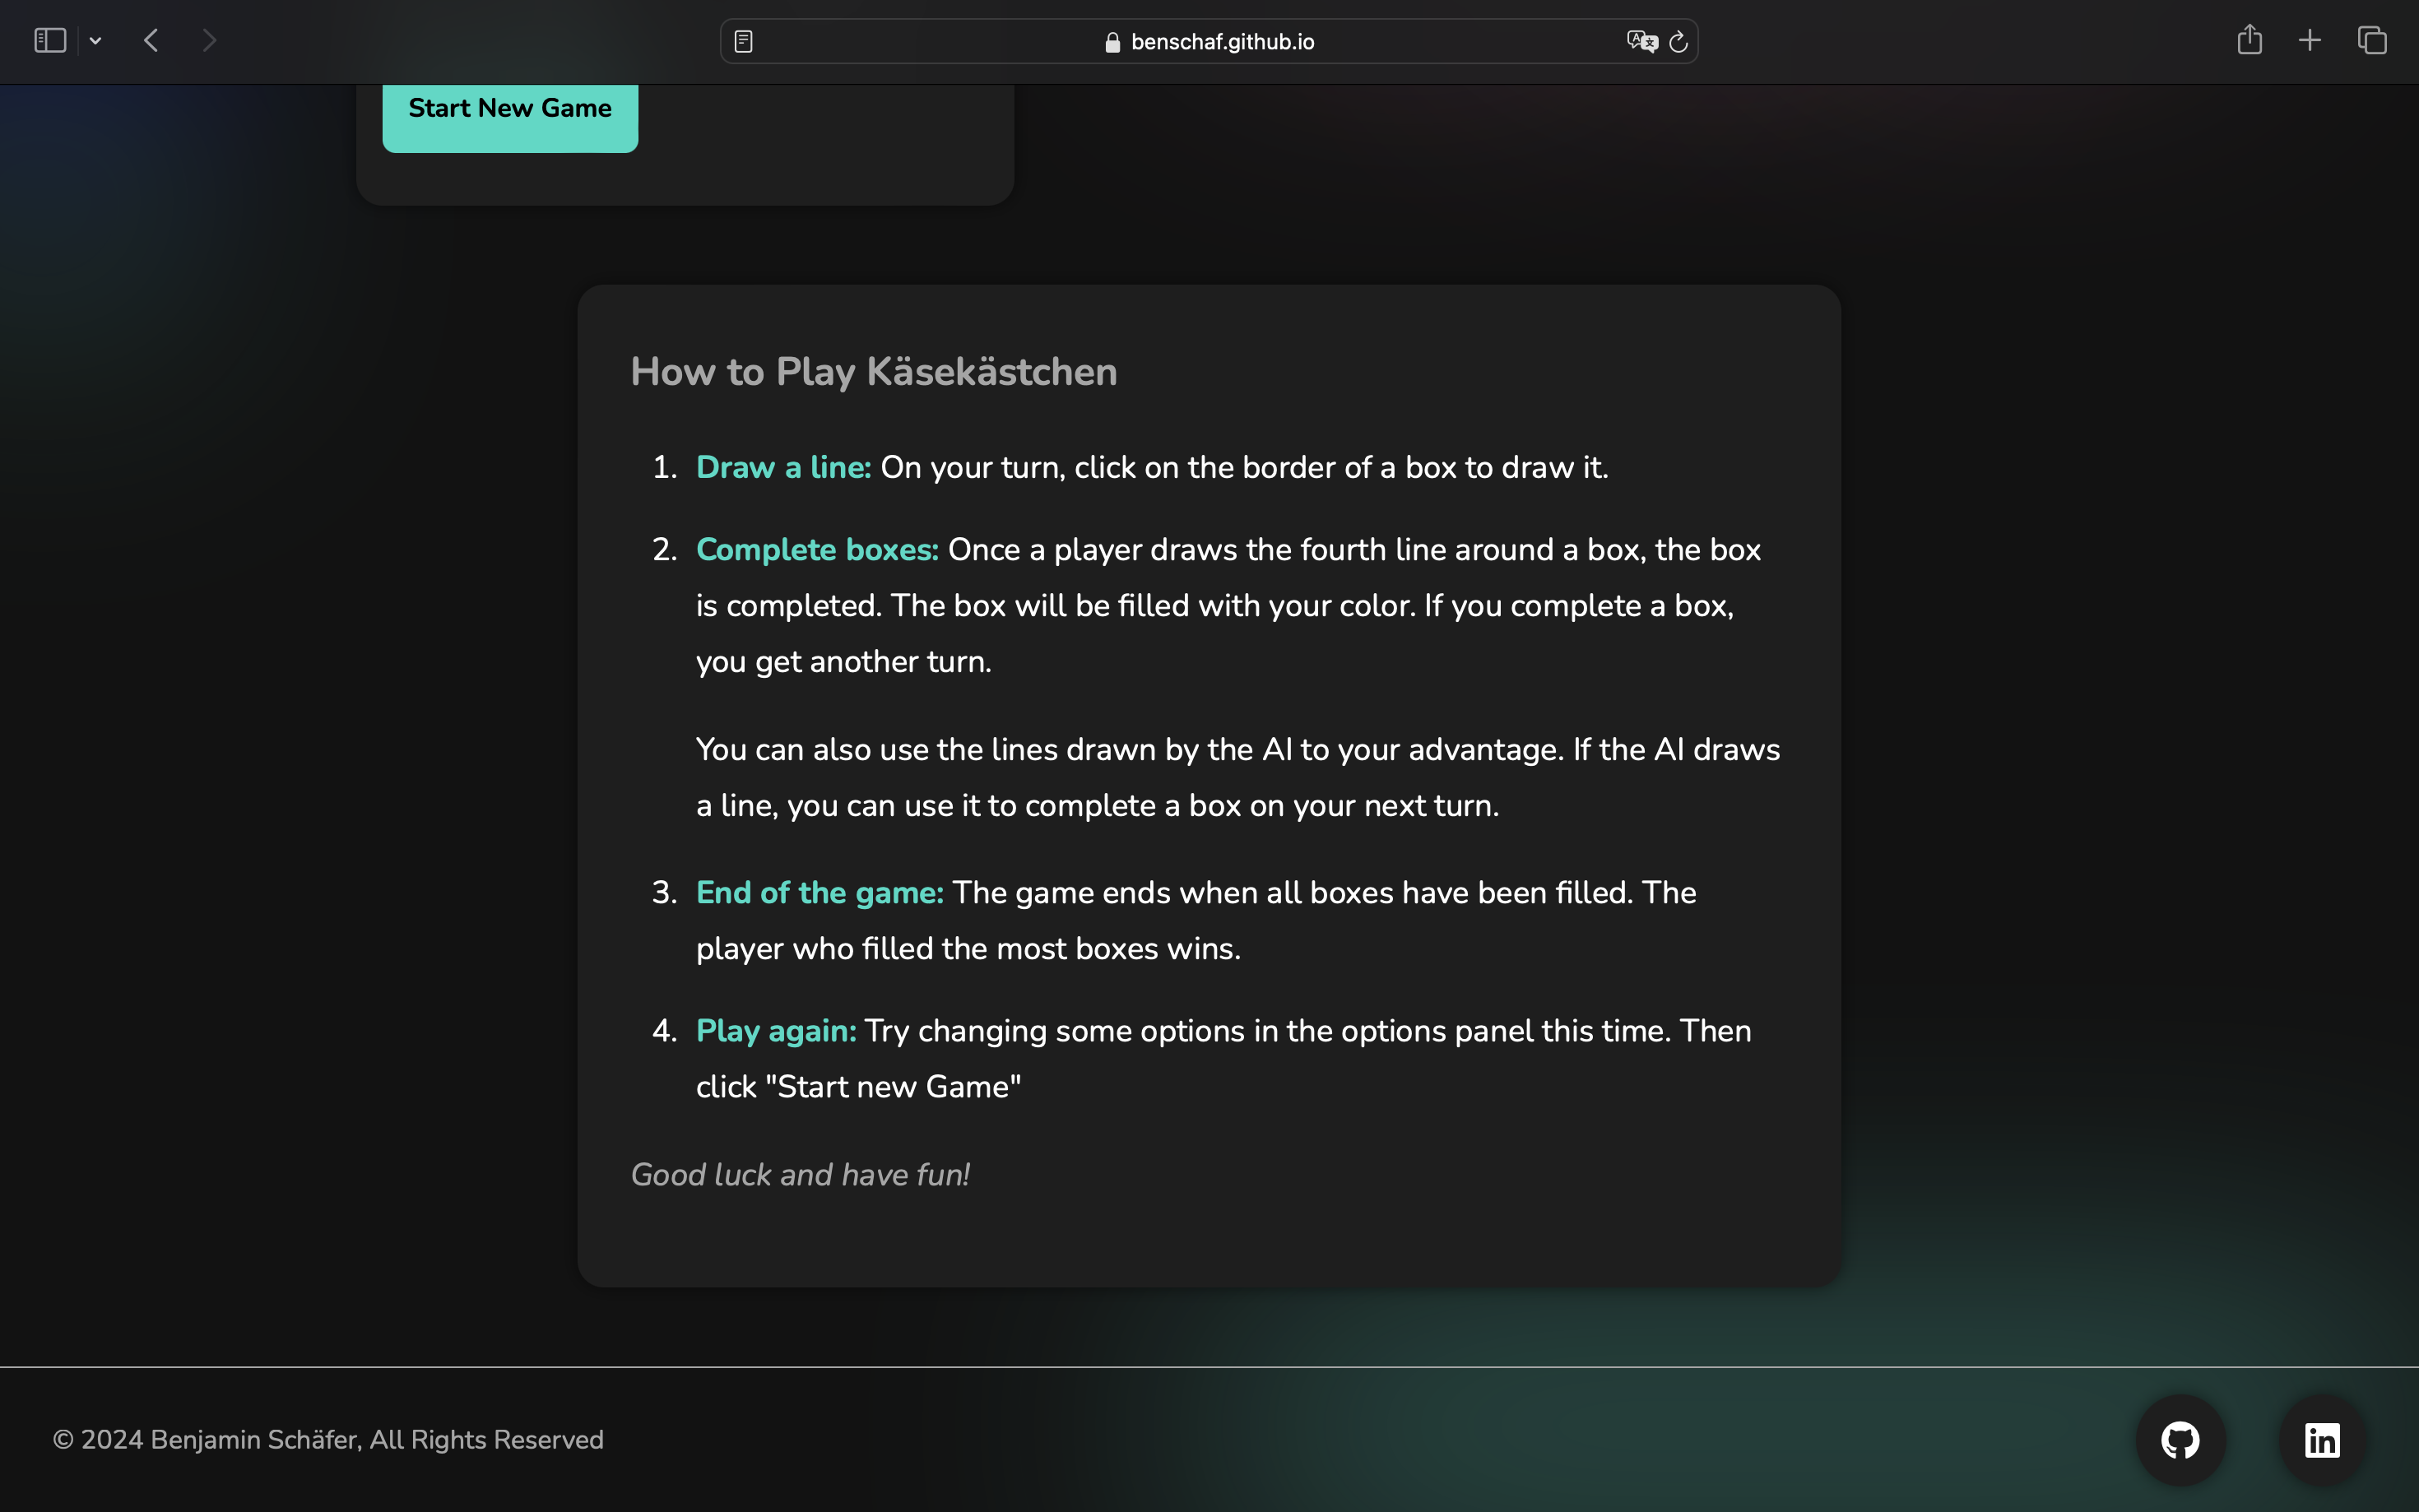 benschaf.github.io
Start New Game
How to Play Käsekästchen
1. Draw a line: On your turn, click on the border of a box to draw it.
2. Complete boxes: Once a player draws the fourth line around a box, the box
is completed. The box will be filled with your color. If you complete a box,
you get another turn.
You can also use the lines drawn by the AI to your advantage. If the AI draws
a line, you can use it to complete a box on your next turn.
3. End of the game: The game ends when all boxes have been filled. The
player who filled the most boxes wins.
4. Play again: Try changing some options in the options panel this time. Then
click "Start new Game"
Good luck and have fun!
© 2024 Benjamin Schäfer, All Rights Reserved